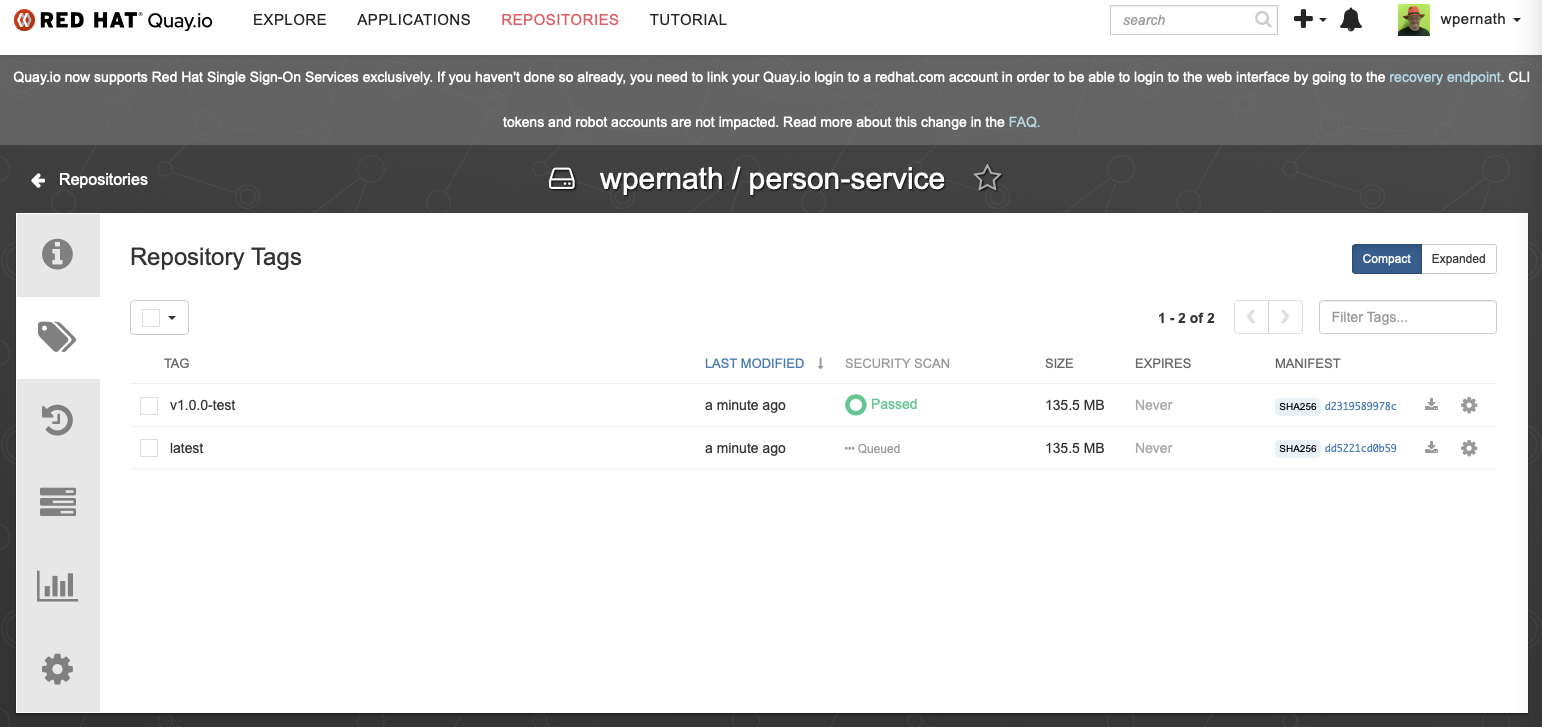 RED HAT® Quay.io EXPLORE APPLICATIONS REPOSITORIES TUTORIAL search wpernath
Quay.io now supports Red Hat Single Sign-On Services exclusively. If you haven't done so already, you need to link your Quay.io login to a redhat.com account in order to be able to login to the web interface by going to the recovery endpoint. CLI
tokens and robot accounts are not impacted. Read more about this change in the FAQ.
Repositories wpernath / person-service
Repository Tags Compact Expanded
1 - 2 of 2 Filter Tags...
TAG LAST MODIFIED ↓ SECURITY SCAN SIZE EXPIRES MANIFEST
v1.0.0-test a minute ago Passed 135.5 MB Never SHA256 d2319589978c
latest a minute ago Queued 135.5 MB Never SHA256 dd5221cd0b59